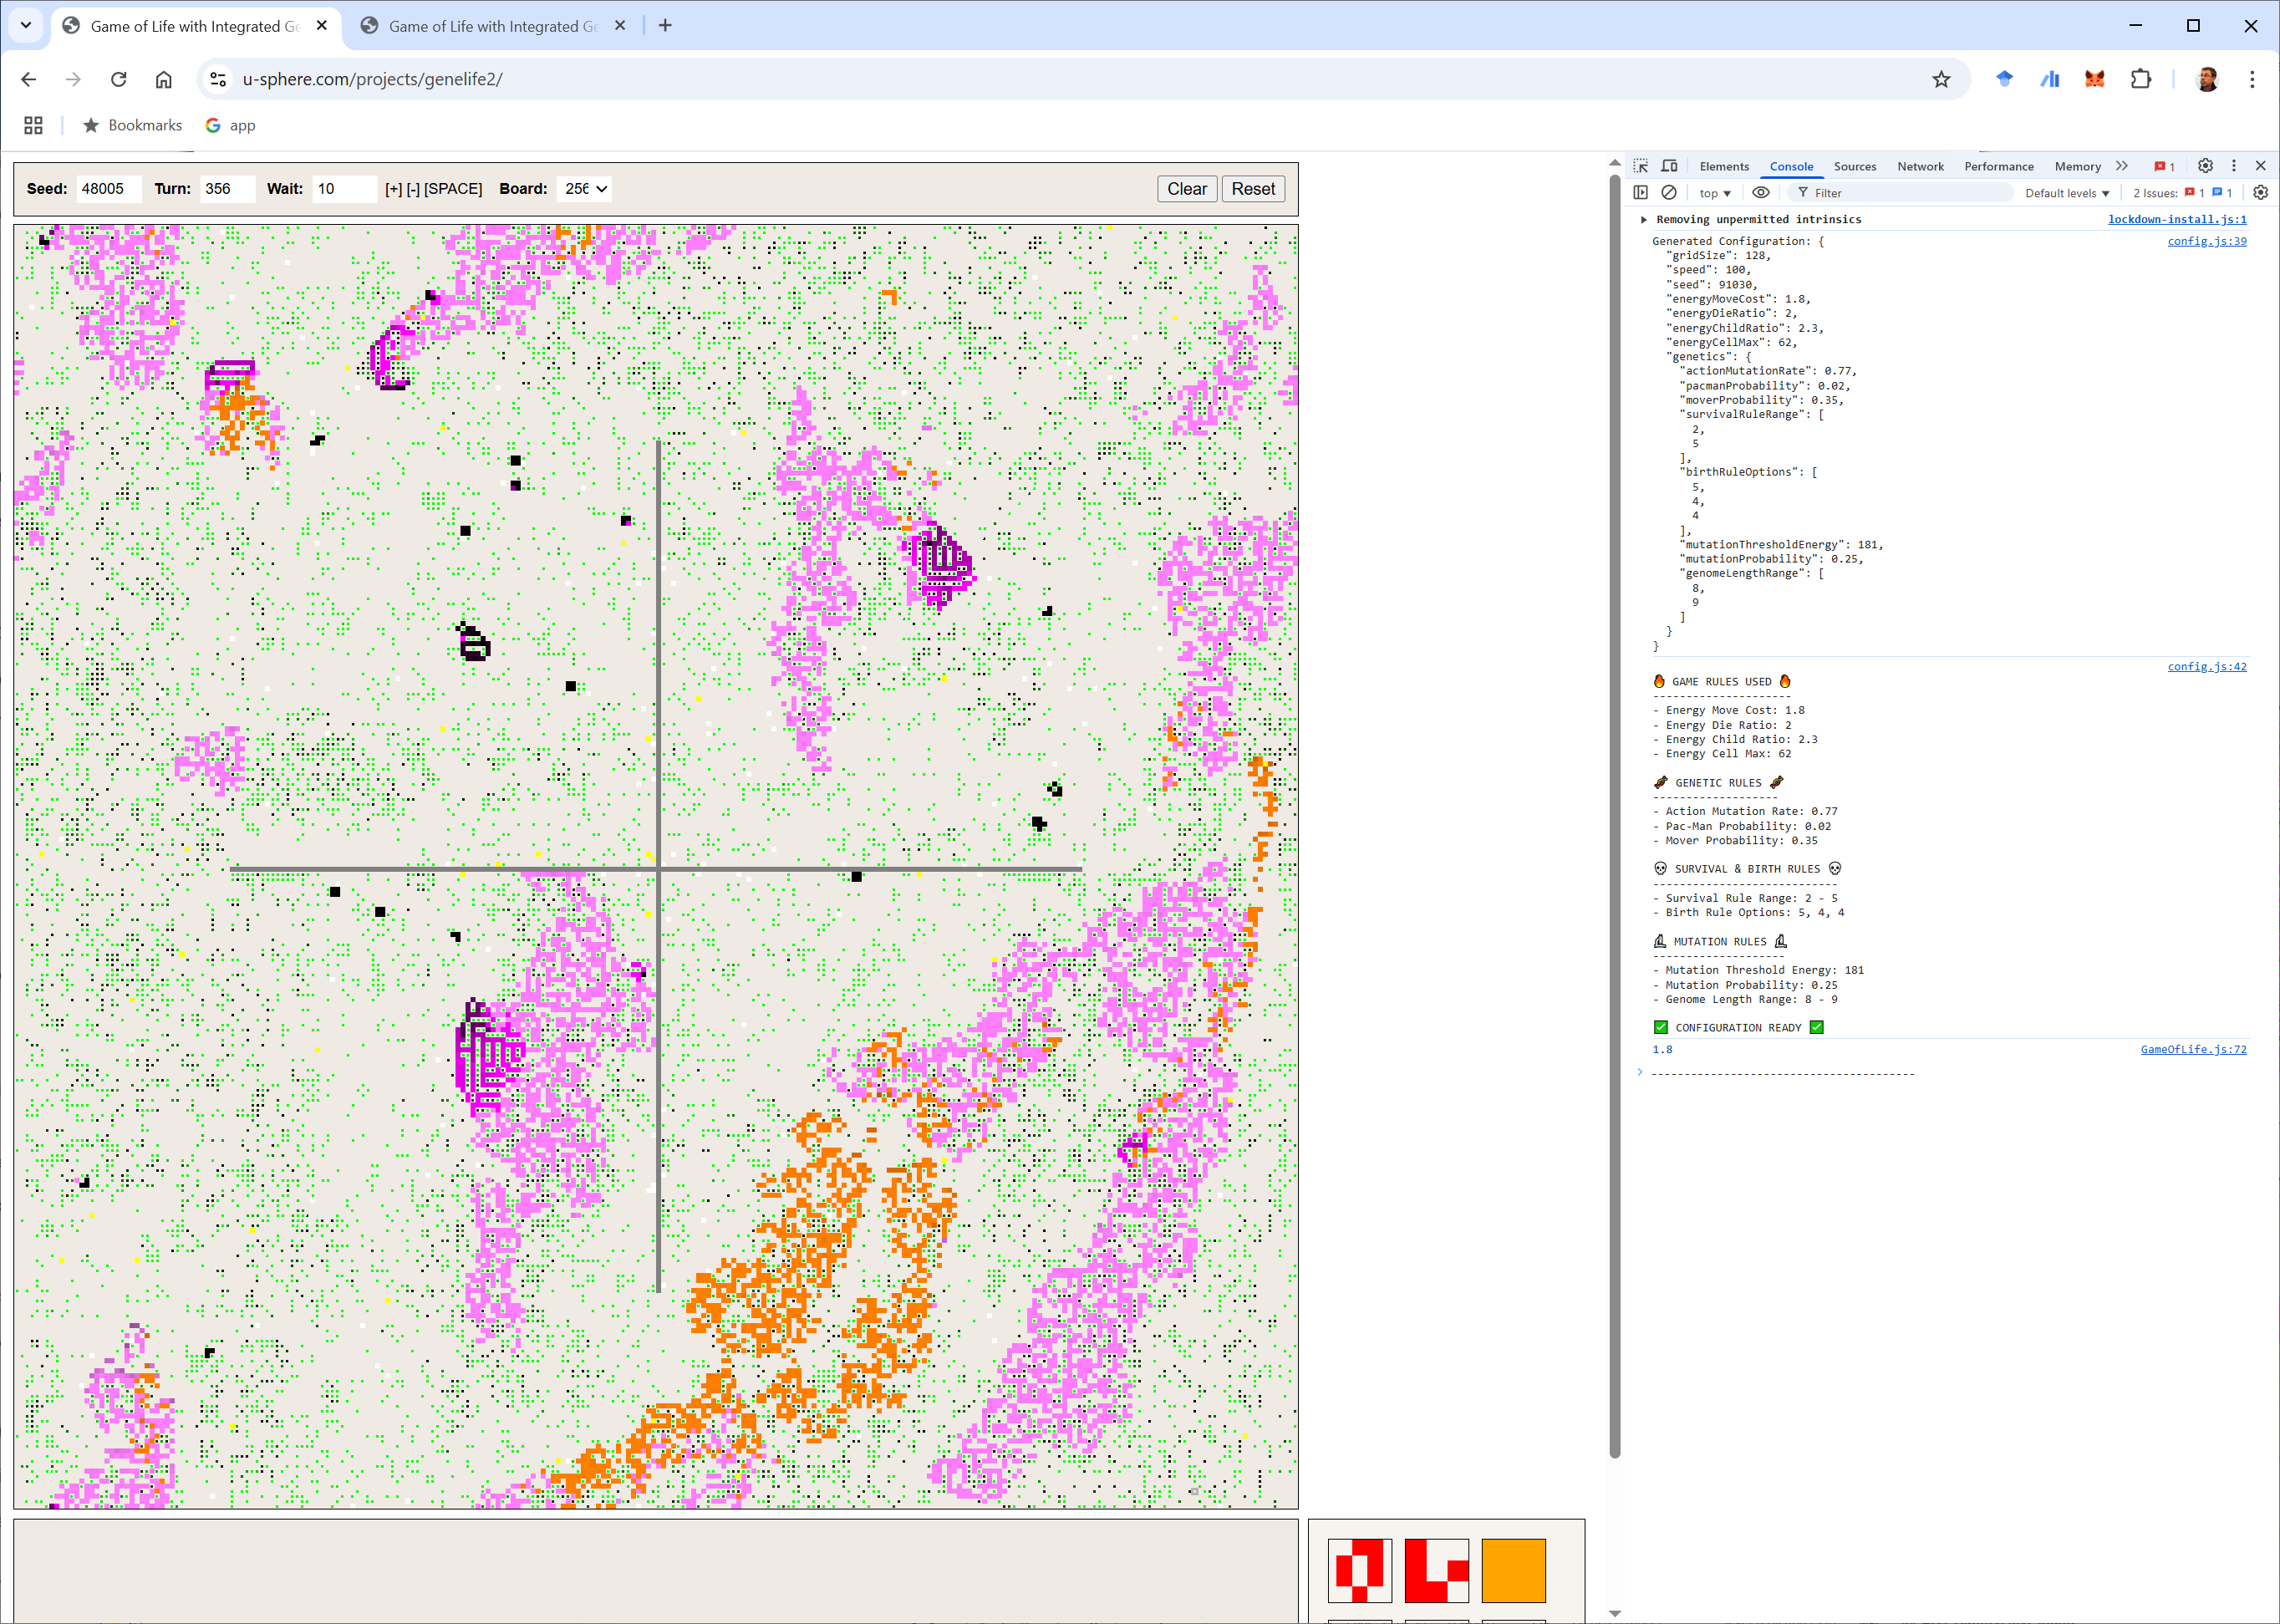 Game of Life with Integrated Ge
Game of Life with Integrated Ge
u-sphere.com/projects/genelife2/
Bookmarks
app
Seed: 48005 Turn: 356 Wait: 10 [+] [-] [SPACE] Board: 256 Clear Reset
Elements Console Sources Network Performance Memory 1
top Filter Default levels 2 Issues: 1 1
Removing unpermitted intrinsics lockdown-install.js:1
Generated Configuration: { config.js:39
"gridSize": 128,
"speed": 100,
"seed": 91030,
"energyMoveCost": 1.8,
"energyDieRatio": 2,
"energyChildRatio": 2.3,
"energyCellMax": 62,
"genetics": {
"actionMutationRate": 0.77,
"pacmanProbability": 0.02,
"moverProbability": 0.35,
"survivalRuleRange": [
2,
5
],
"birthRuleOptions": [
5,
4,
4
],
"mutationThresholdEnergy": 181,
"mutationProbability": 0.25,
"genomeLengthRange": [
8,
9
]
}
}
config.js:42
🔥 GAME RULES USED 🔥
---------------------
- Energy Move Cost: 1.8
- Energy Die Ratio: 2
- Energy Child Ratio: 2.3
- Energy Cell Max: 62
GENETIC RULES
-------------------
- Action Mutation Rate: 0.77
- Pac-Man Probability: 0.02
- Mover Probability: 0.35
SURVIVAL & BIRTH RULES
----------------------------
- Survival Rule Range: 2 - 5
- Birth Rule Options: 5, 4, 4
MUTATION RULES
--------------------
- Mutation Threshold Energy: 181
- Mutation Probability: 0.25
- Genome Length Range: 8 - 9
✅ CONFIGURATION READY ✅
1.8 GameOfLife.js:72
----------------------------------------